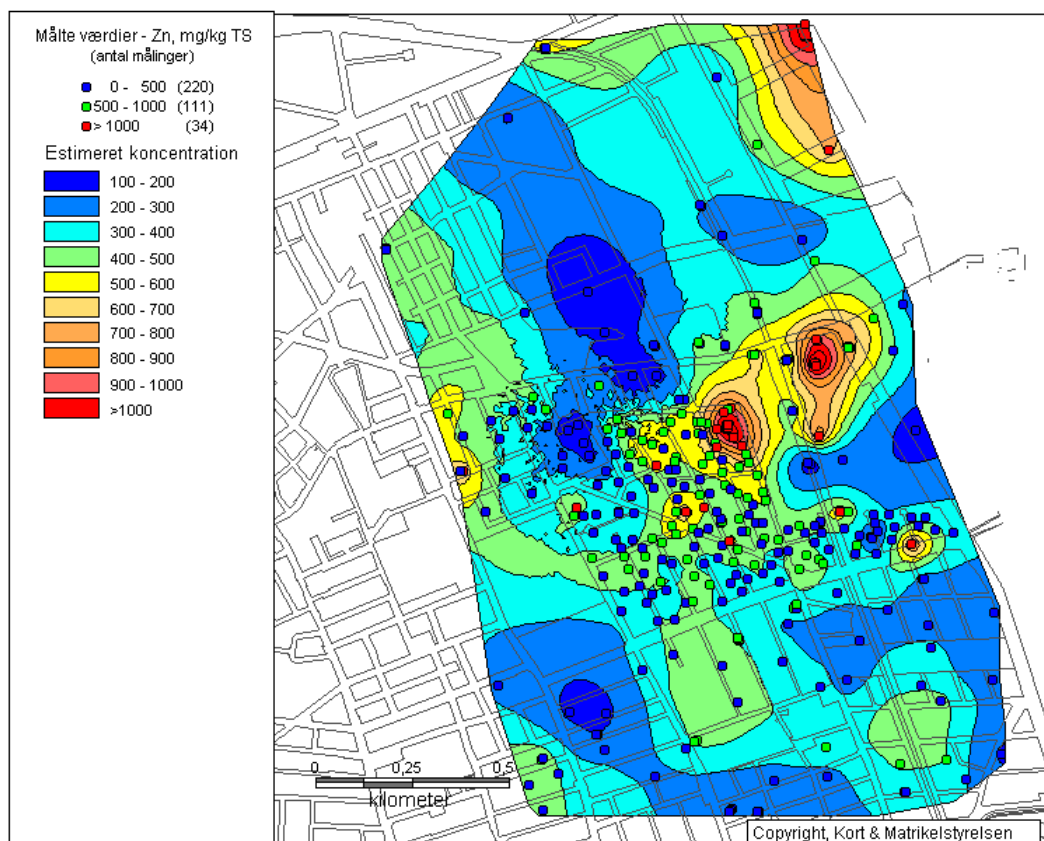 Målte værdier - Zn, mg/kg TS
(antal målinger)
0 - 500 (220)
500 - 1000 (111)
> 1000 (34)
Estimeret koncentration
100 - 200
200 - 300
300 - 400
400 - 500
500 - 600
600 - 700
700 - 800
800 - 900
900 - 1000
>1000
0 0,25 0,5
kilometer
Copyright, Kort & Matrikelstyrelsen